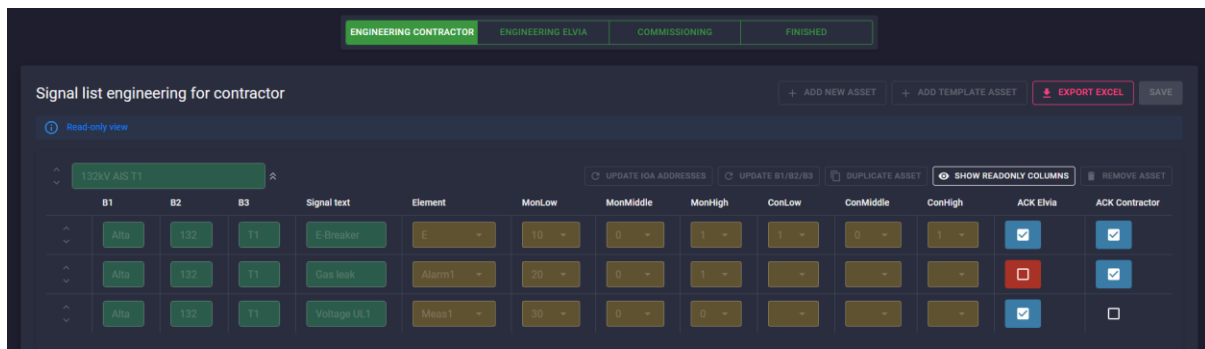 ENGINEERING CONTRACTOR ENGINEERING ELVIA COMMISSIONING FINISHED
Signal list engineering for contractor + ADD NEW ASSET + ADD TEMPLATE ASSET EXPORT EXCEL SAVE
Read-only view
132kV AIS T1 UPDATE IOA ADDRESSES UPDATE B1/B2/B3 DUPLICATE ASSET SHOW READONLY COLUMNS REMOVE ASSET
B1 B2 B3 Signal text Element MonLow MonMiddle MonHigh ConLow ConMiddle ConHigh ACK Elvia ACK Contractor
Alta 132 T1 E-Breaker E 10 0 1 1 0 1
Alta 132 T1 Gas leak Alarm1 20 0 1
Alta 132 T1 Voltage UL1 Meas1 30 0 0